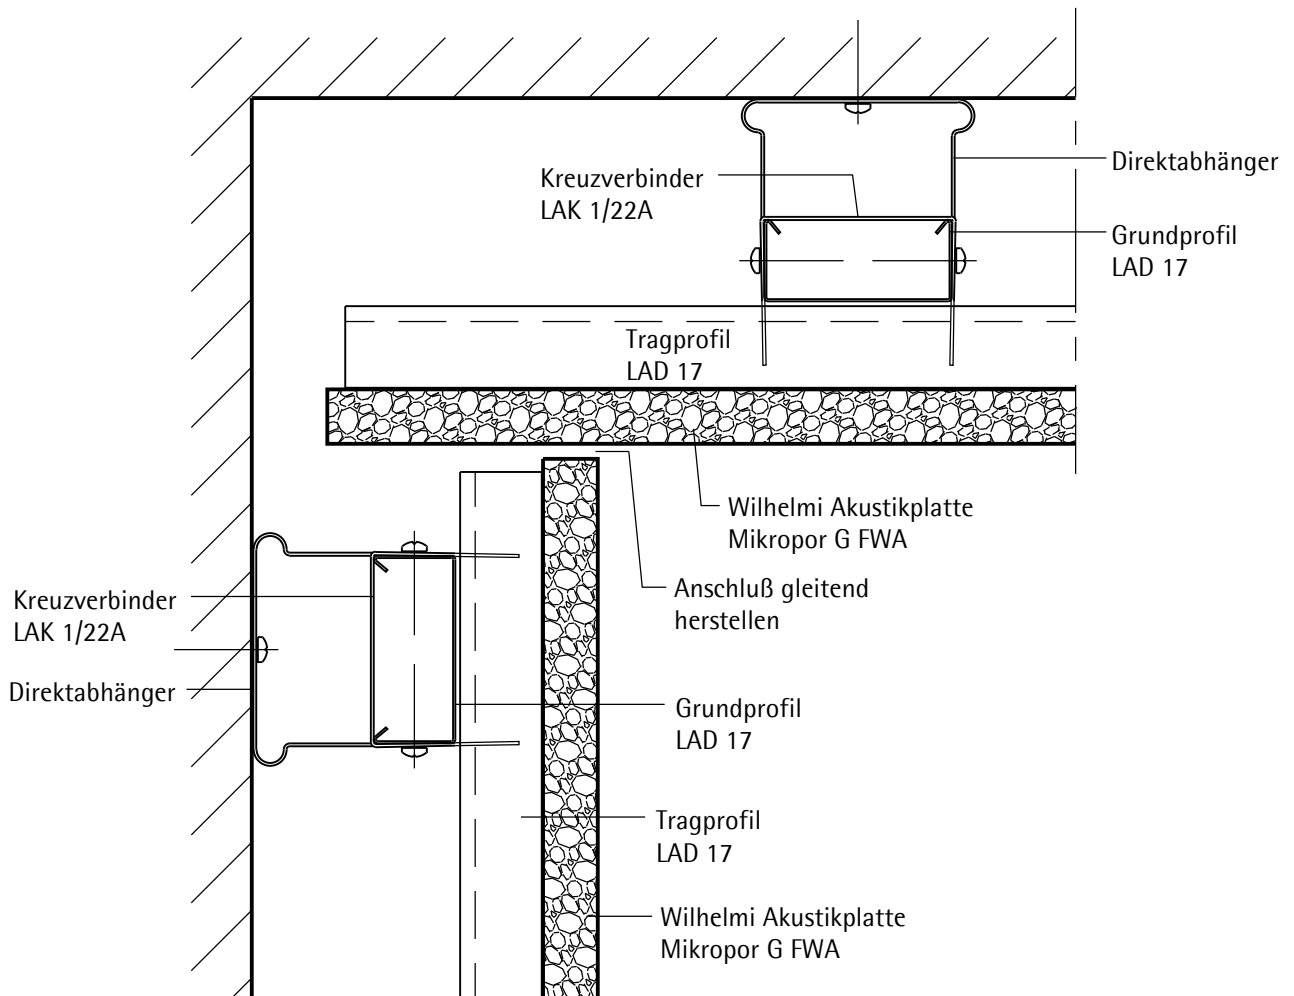 Direktabhänger
Kreuzverbinder
LAK 1/22A
Grundprofil
LAD 17
Tragprofil
LAD 17
Wilhelmi Akustikplatte
Mikropor G FWA
Anschluß gleitend
herstellen
Kreuzverbinder
LAK 1/22A
Direktabhänger
Grundprofil
LAD 17
Tragprofil
LAD 17
Wilhelmi Akustikplatte
Mikropor G FWA